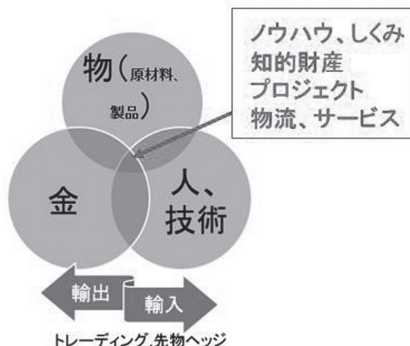 物(原材料、
製品)
金
人、
技術
ノウハウ、しくみ
知的財産
プロジェクト
物流、サービス
輸出
輸入
トレーディング、先物ヘッジ